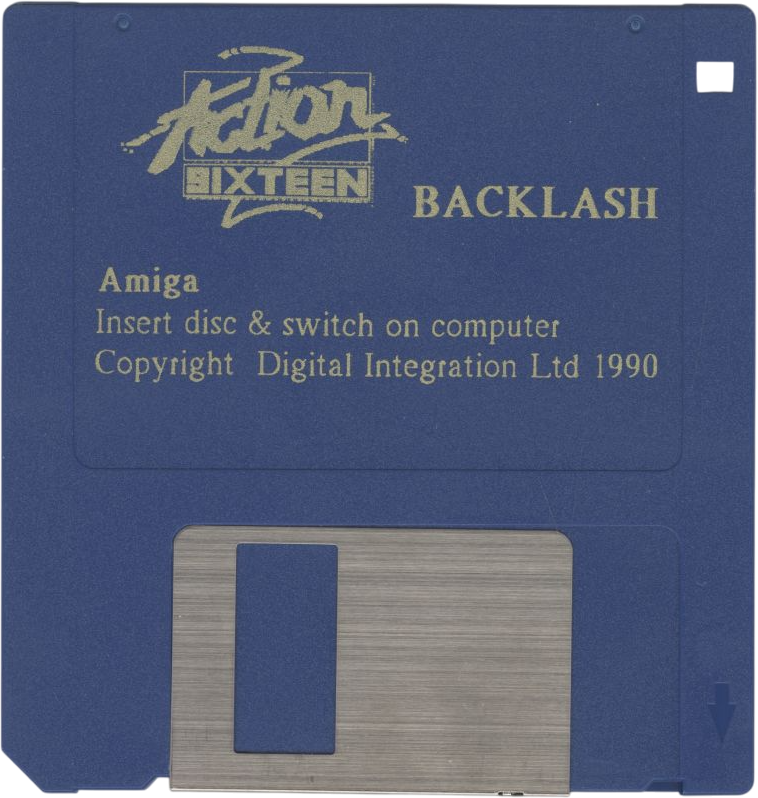 Action
SIXTEEN
BACKLASH
Amiga
Insert disc & switch on computer
Copyright Digital Integration Ltd 1990